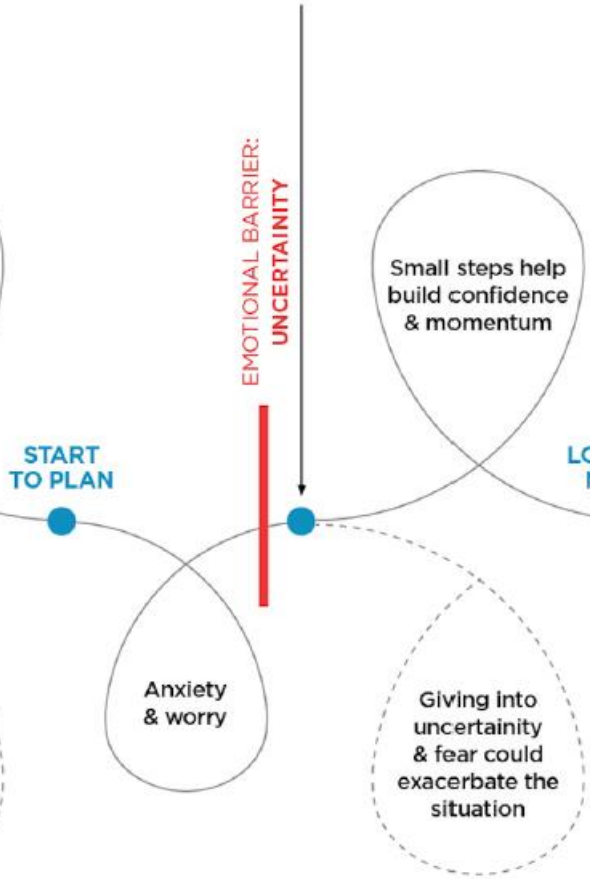 EMOTIONAL BARRIER:
UNCERTAINITY
Small steps help
build confidence
& momentum
START
TO PLAN
Anxiety
& worry
Giving into
uncertainity
& fear could
exacerbate the
situation